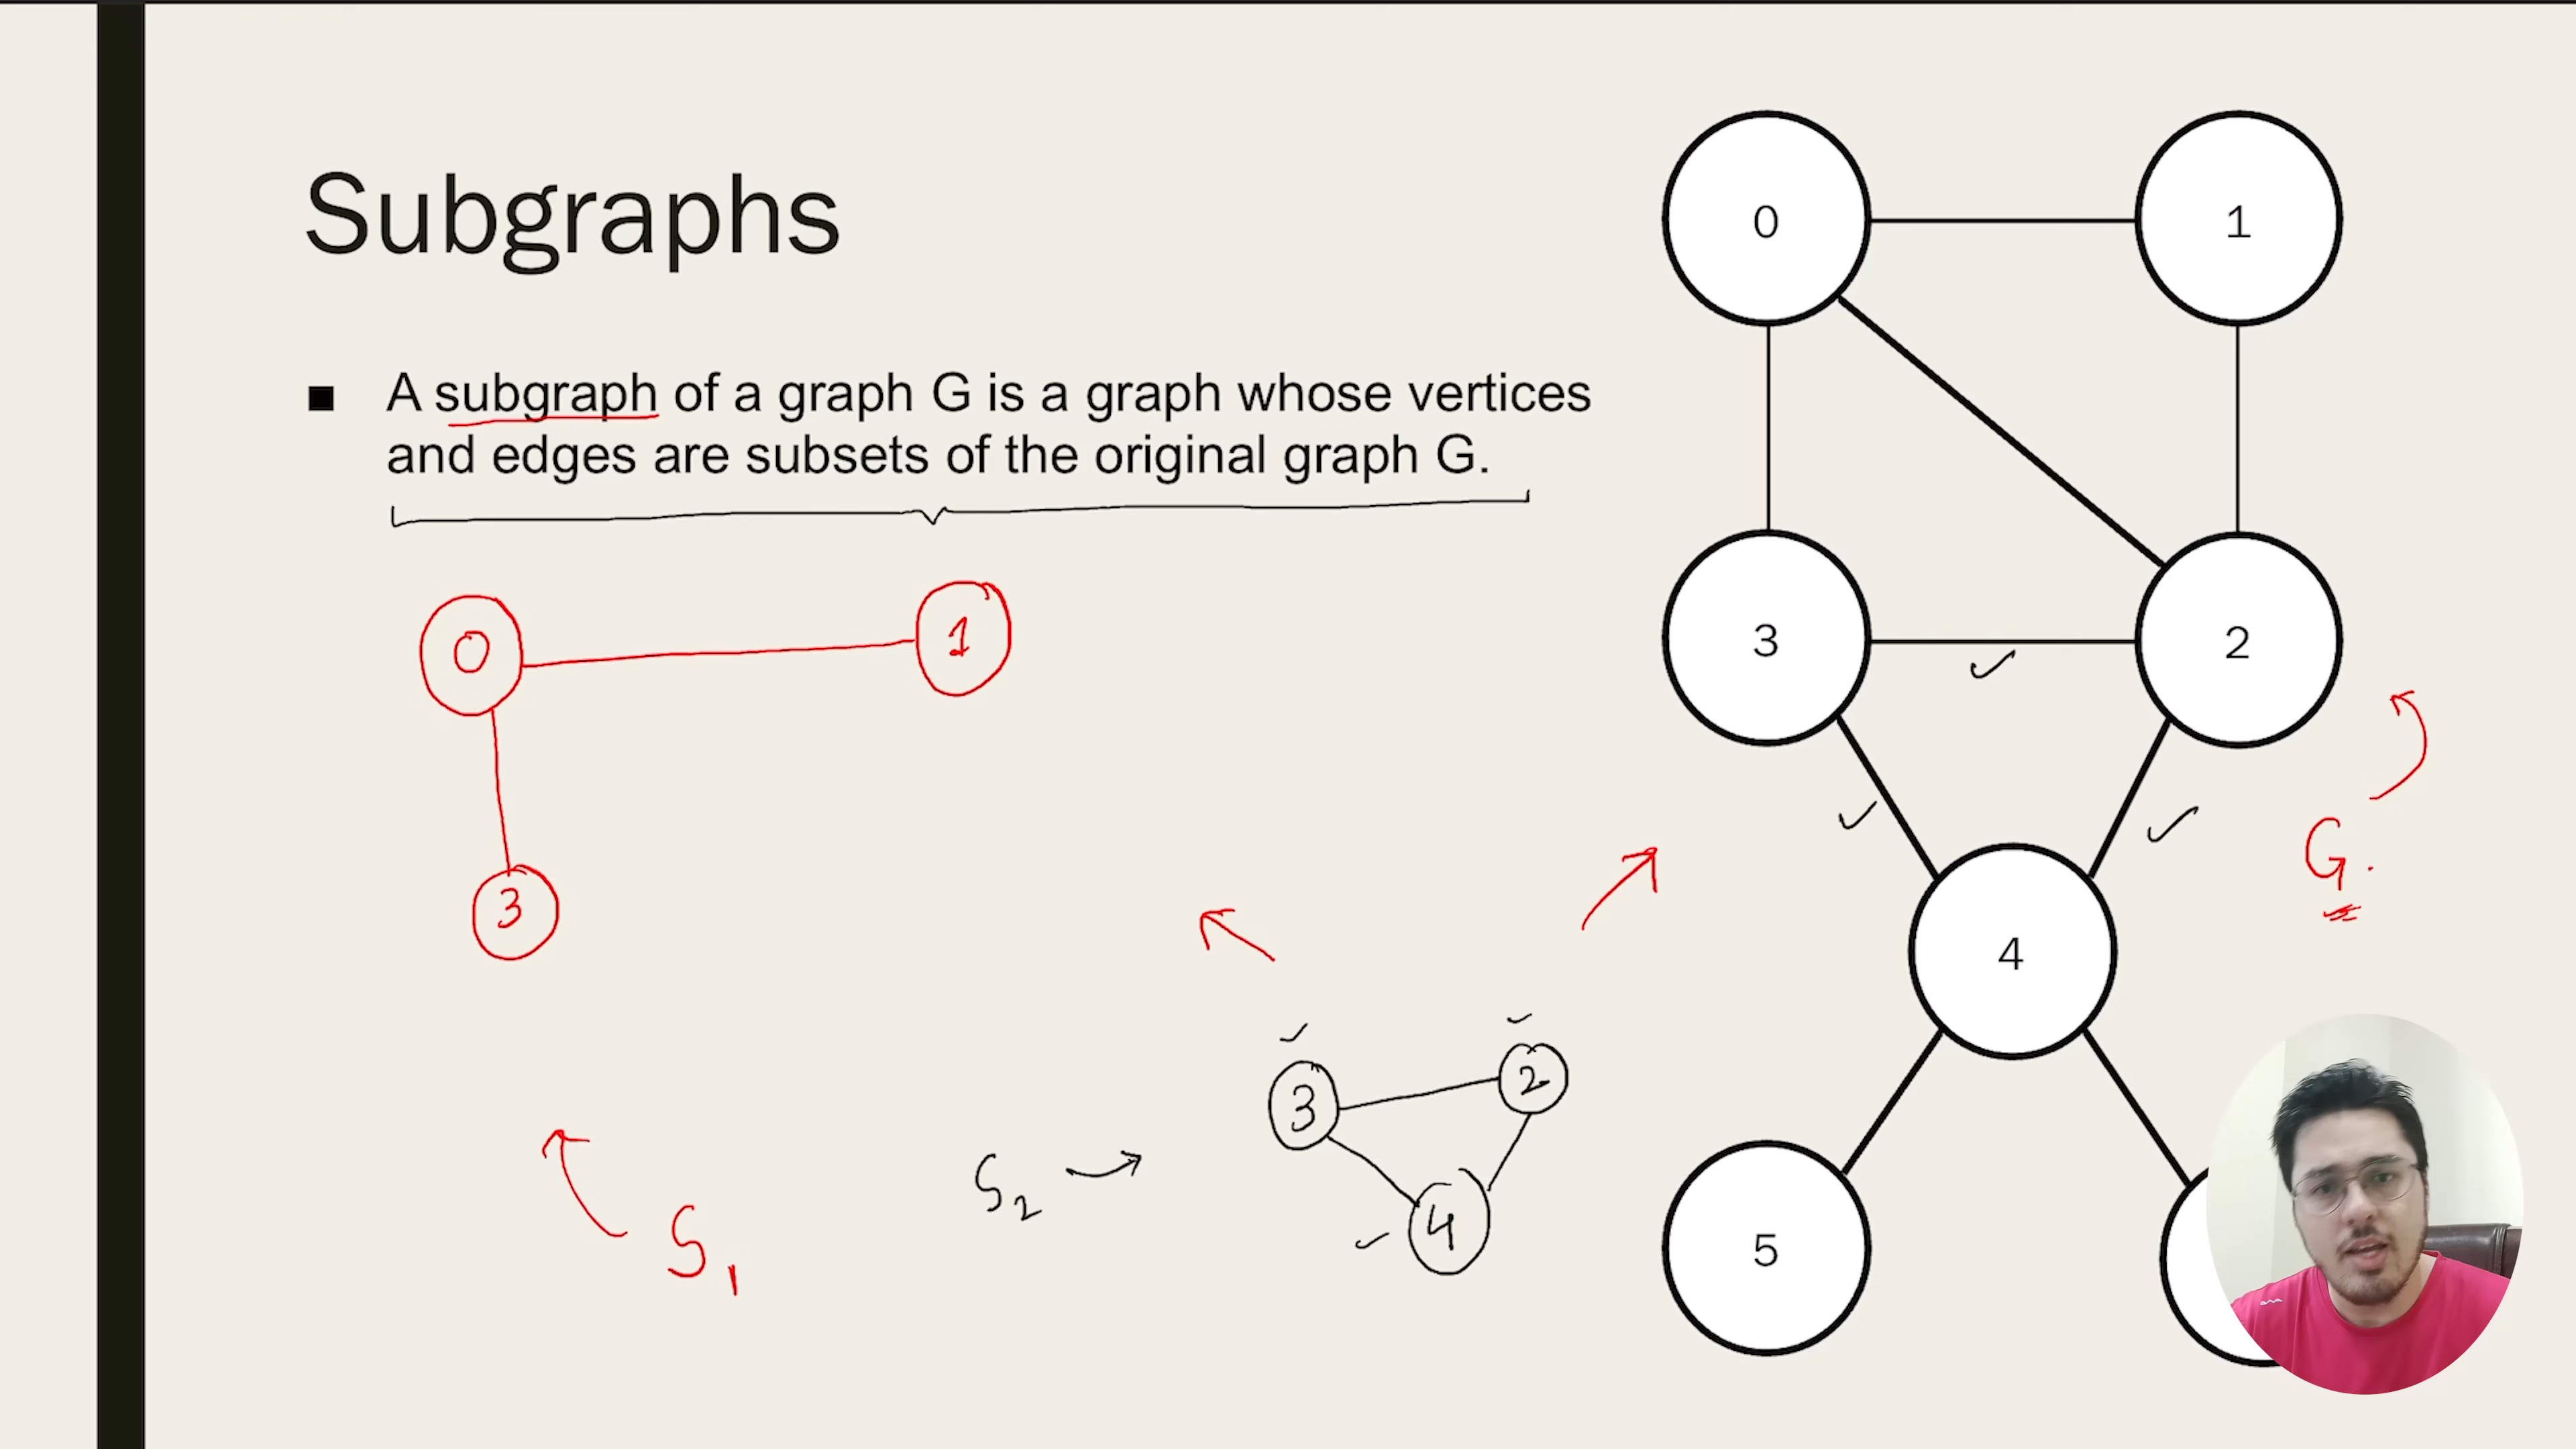 Subgraphs
■ A subgraph of a graph G is a graph whose vertices
and edges are subsets of the original graph G.
0
1
3
S1
S2
3
2
4
0
1
3
2
G.
4
5